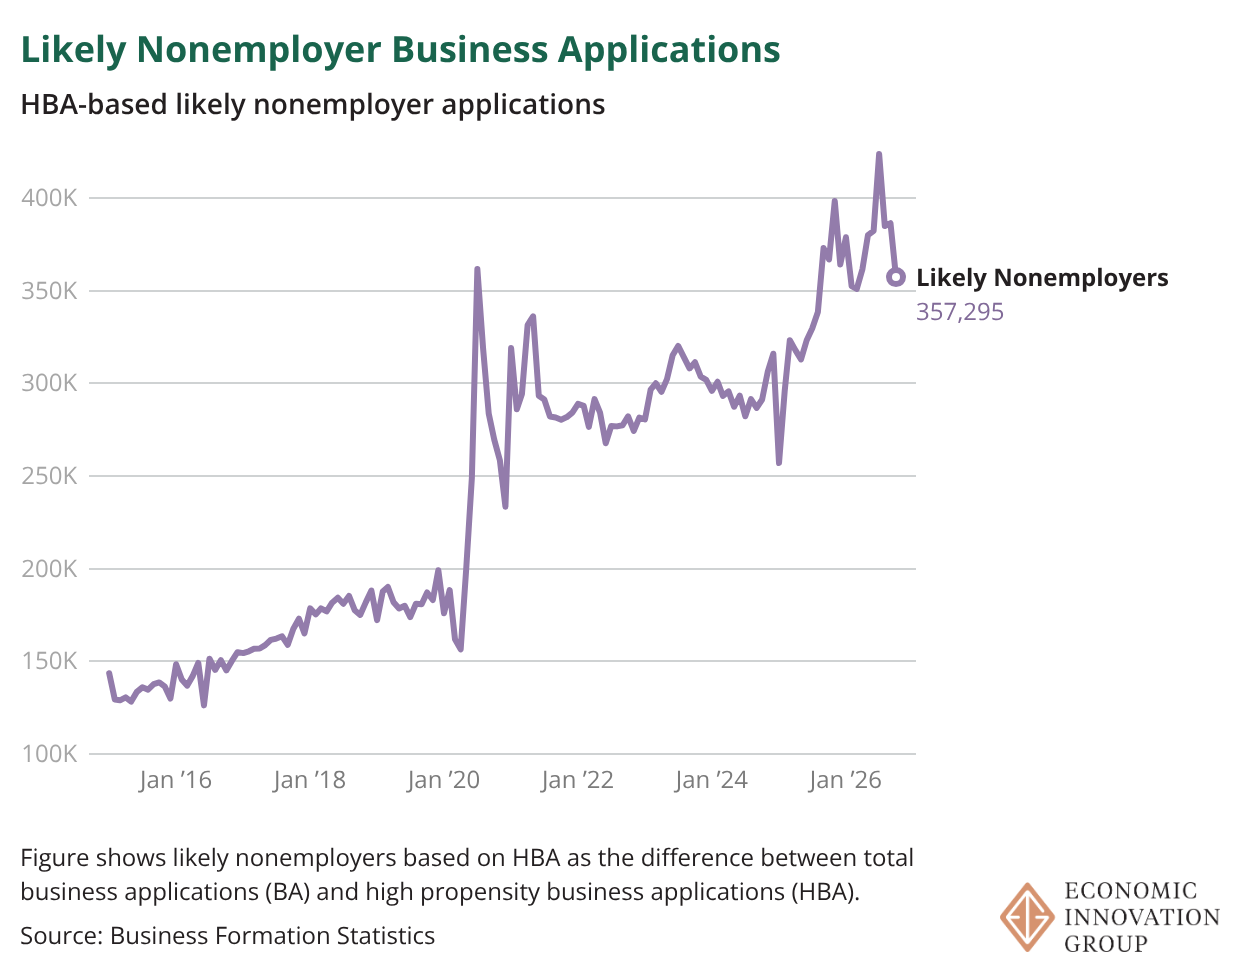 Likely Nonemployer Business Applications
HBA-based likely nonemployer applications
400K
350K
300K
250K
200K
150K
100K
Likely Nonemployers
357,295
Jan ’16
Jan ’18
Jan ’20
Jan ’22
Jan ’24
Jan ’26
Figure shows likely nonemployers based on HBA as the difference between total
business applications (BA) and high propensity business applications (HBA).
Source: Business Formation Statistics
ECONOMIC
INNOVATION
GROUP